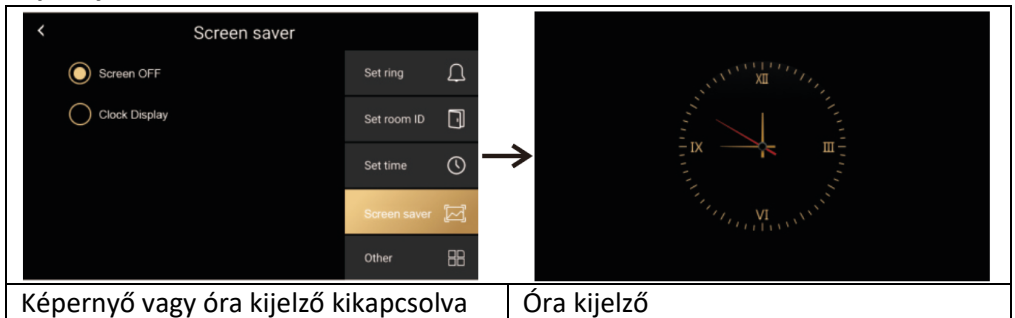 Screen saver
Screen OFF
Clock Display
Set ring
Set room ID
Set time
Screen saver
Other
XII
IX
III
VI
Képernyő vagy óra kijelző kikapcsolva
Óra kijelző